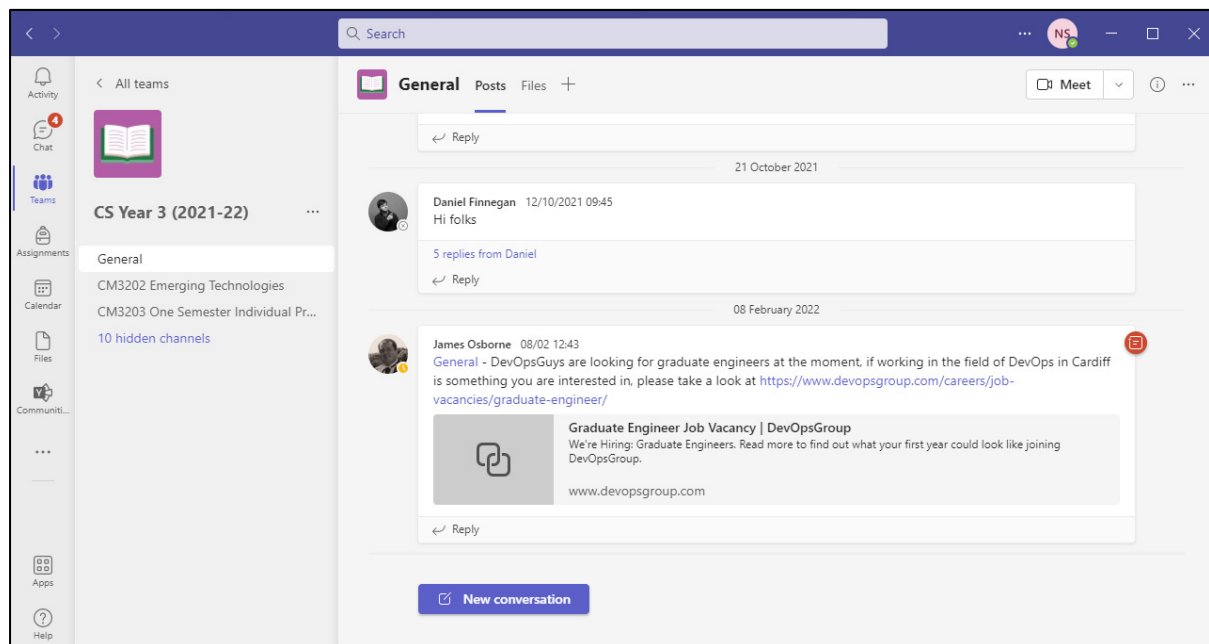 Search
NS
Activity
4
Chat
Teams
Assignments
Calendar
Files
Communiti...
Apps
Help
All teams
CS Year 3 (2021-22)
General
CM3202 Emerging Technologies
CM3203 One Semester Individual Pr...
10 hidden channels
General Posts Files
Meet
Reply
21 October 2021
Daniel Finnegan 12/10/2021 09:45
Hi folks
5 replies from Daniel
Reply
08 February 2022
James Osborne 08/02 12:43
General - DevOpsGuys are looking for graduate engineers at the moment, if working in the field of DevOps in Cardiff
is something you are interested in, please take a look at https://www.devopsgroup.com/careers/job-
vacancies/graduate-engineer/
Graduate Engineer Job Vacancy | DevOpsGroup
We're Hiring: Graduate Engineers. Read more to find out what your first year could look like joining
DevOpsGroup.
www.devopsgroup.com
Reply
New conversation